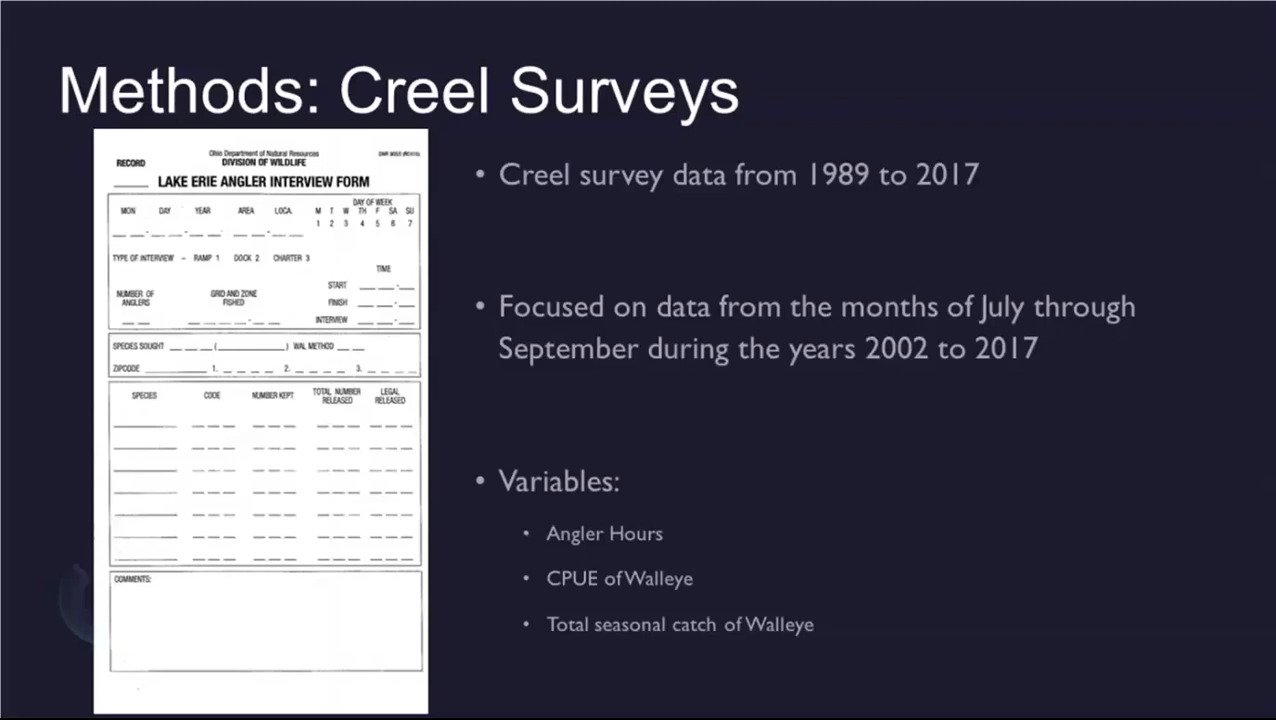 Methods: Creel Surveys
Ohio Department of Natural Resources
RECORD
DIVISION OF WILDLIFE
LAKE ERIE ANGLER INTERVIEW FORM
DAY OF WEEK
MON DAY YEAR AREA LOCA. M T W TH F SA SU
1 2 3 4 5 6 7
TYPE OF INTERVIEW – RAMP 1 DOCK 2 CHARTER 3
TIME
START
NUMBER OF ANGLERS
GRID AND ZONE FISHED
FINISH
INTERVIEW
SPECIES SOUGHT ( ) WAL METHOD
ZIPCODE 1. 2. 3.
SPECIES CODE NUMBER KEPT TOTAL NUMBER RELEASED LEGAL RELEASED
COMMENTS:
• Creel survey data from 1989 to 2017
• Focused on data from the months of July through
September during the years 2002 to 2017
• Variables:
• Angler Hours
• CPUE of Walleye
• Total seasonal catch of Walleye